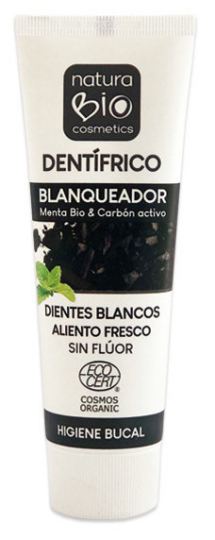 natura
Bio
cosmetics
DENTÍFRICO
BLANQUEADOR
Menta Bio & Carbón activo
DIENTES BLANCOS
ALIENTO FRESCO
SIN FLÚOR
ECO
CERT
®
COSMOS
ORGANIC
HIGIENE BUCAL